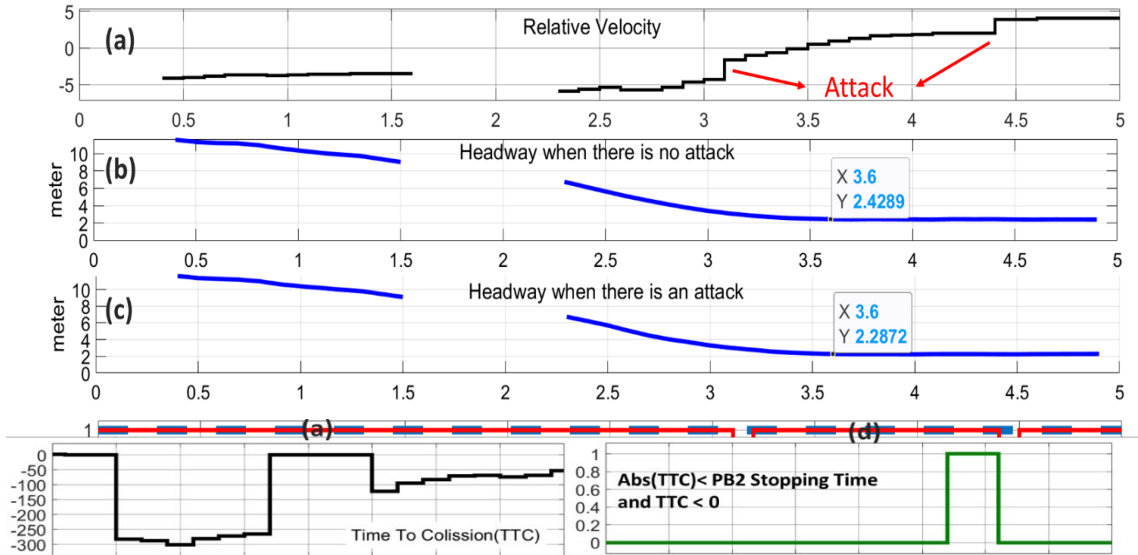 5
0
-5
(a)
Relative Velocity
Attack
0 0.5 1 1.5 2 2.5 3 3.5 4 4.5 5
10
8
6
4
2
0
meter
(b)
Headway when there is no attack
X 3.6
Y 2.4289
0 0.5 1 1.5 2 2.5 3 3.5 4 4.5 5
10
8
6
4
2
0
meter
(c)
Headway when there is an attack
X 3.6
Y 2.2872
0 0.5 1 1.5 2 2.5 3 3.5 4 4.5 5
1
(a)
(d)
0
-50
-100
-150
-200
-250
-300
Time To Colission(TTC)
1
0.8
0.6
0.4
0.2
0
Abs(TTC)< PB2 Stopping Time
and TTC < 0